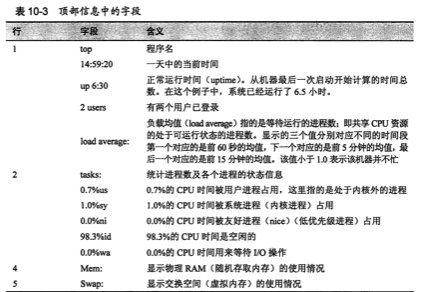 表 10-3 顶部信息中的字段
行 字段 含义
1 top 程序名
14:59:20 一天中的当前时间
up 6:30 正常运行时间（uptime）。从机器最后一次启动开始计算的时间总
数。在这个例子中，系统已经运行了 6.5 小时。
2 users 有两个用户已登录
load average: 负载均值（load average）指的是等待运行的进程数；即共享 CPU 资源
的处于可运行状态的进程数。显示的三个值分别对应不同的时间段
第一个对应的是前 60 秒的均值，下一个对应的是前 5 分钟的均值，最
后一个对应的是前 15 分钟的均值。该值小于 1.0 表示该机器并不忙
2 tasks: 统计进程数及各个进程的状态信息
0.7%us 0.7%的 CPU 时间被用户进程占用，这里指的是处于内核外的进程
1.0%sy 1.0%的 CPU 时间被系统进程（内核进程）占用
0.0%ni 0.0%的 CPU 时间被友好进程（nice）（低优先级进程）占用
98.3%id 98.3%的 CPU 时间是空闲的
0.0%wa 0.0%的 CPU 时间用来等待 I/O 操作
4 Mem: 显示物理 RAM（随机存取内存）的使用情况
5 Swap: 显示交换空间（虚拟内存）的使用情况